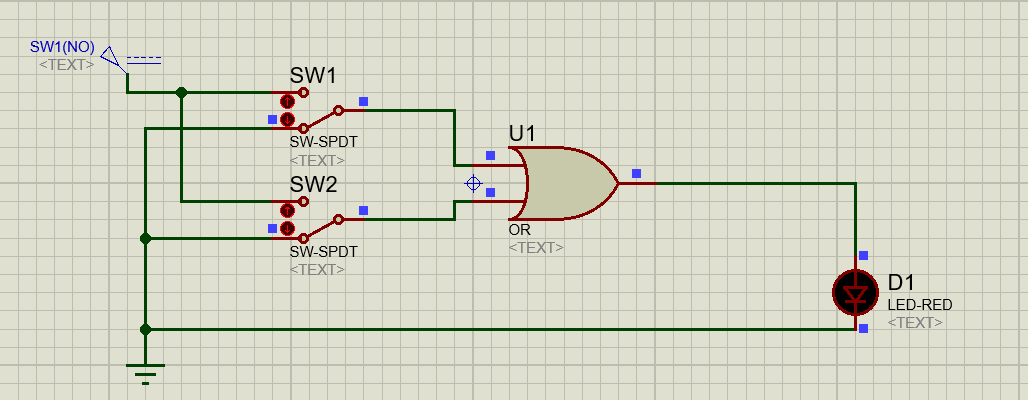 SW1(NO)
<TEXT>
SW1
SW-SPDT
<TEXT>
SW2
SW-SPDT
<TEXT>
U1
OR
<TEXT>
D1
LED-RED
<TEXT>